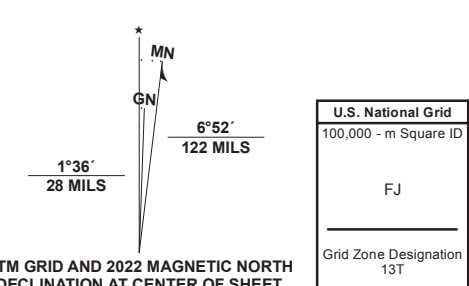 ★
MN
GN
6°52´
122 MILS
1°36´
28 MILS
TM GRID AND 2022 MAGNETIC NORTH
DECLINATION AT CENTER OF SHEET
U.S. National Grid
100,000 - m Square ID
FJ
Grid Zone Designation
13T